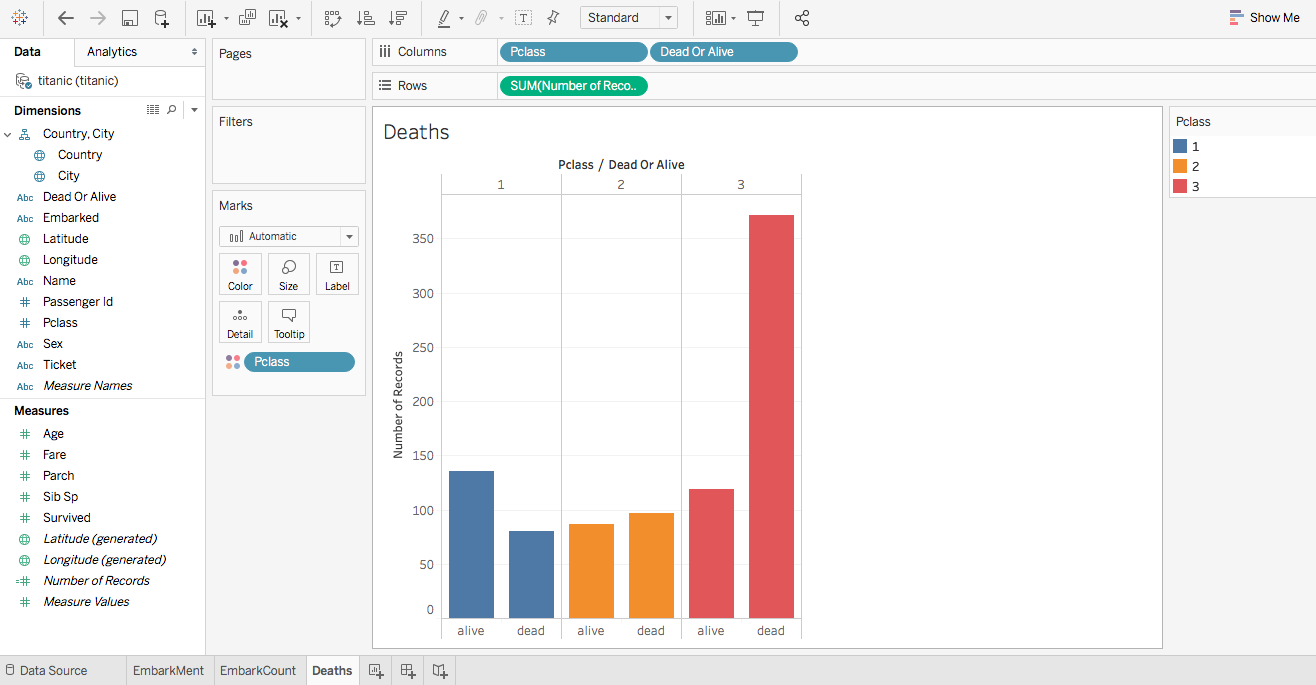 Standard
Show Me
Data
Analytics
titanic (titanic)
Dimensions
Country, City
Country
City
Abc Dead Or Alive
Abc Embarked
Latitude
Longitude
Abc Name
# Passenger Id
# Pclass
Abc Sex
Abc Ticket
Abc Measure Names
Measures
# Age
# Fare
# Parch
# Sib Sp
# Survived
Latitude (generated)
Longitude (generated)
=# Number of Records
# Measure Values
Pages
Filters
Marks
Automatic
Color
Size
T
Label
Detail
Tooltip
Pclass
Columns
Pclass
Dead Or Alive
Rows
SUM(Number of Reco..
Deaths
Pclass / Dead Or Alive
1 2 3
Number of Records
350
300
250
200
150
100
50
0
alive dead alive dead alive dead
Pclass
1
2
3
Data Source
EmbarkMent
EmbarkCount
Deaths